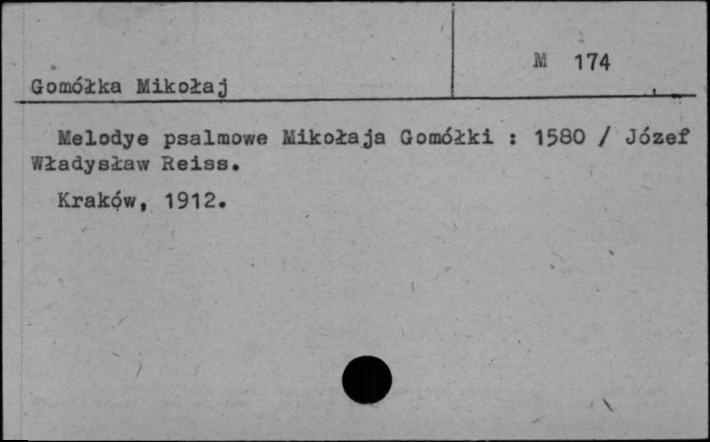 M 174
Gomółka Mikołaj
Melodye psalmowe Mikołaja Gomółki : 1580 / Józef
Władysław Reiss.
Kraków, 1912.